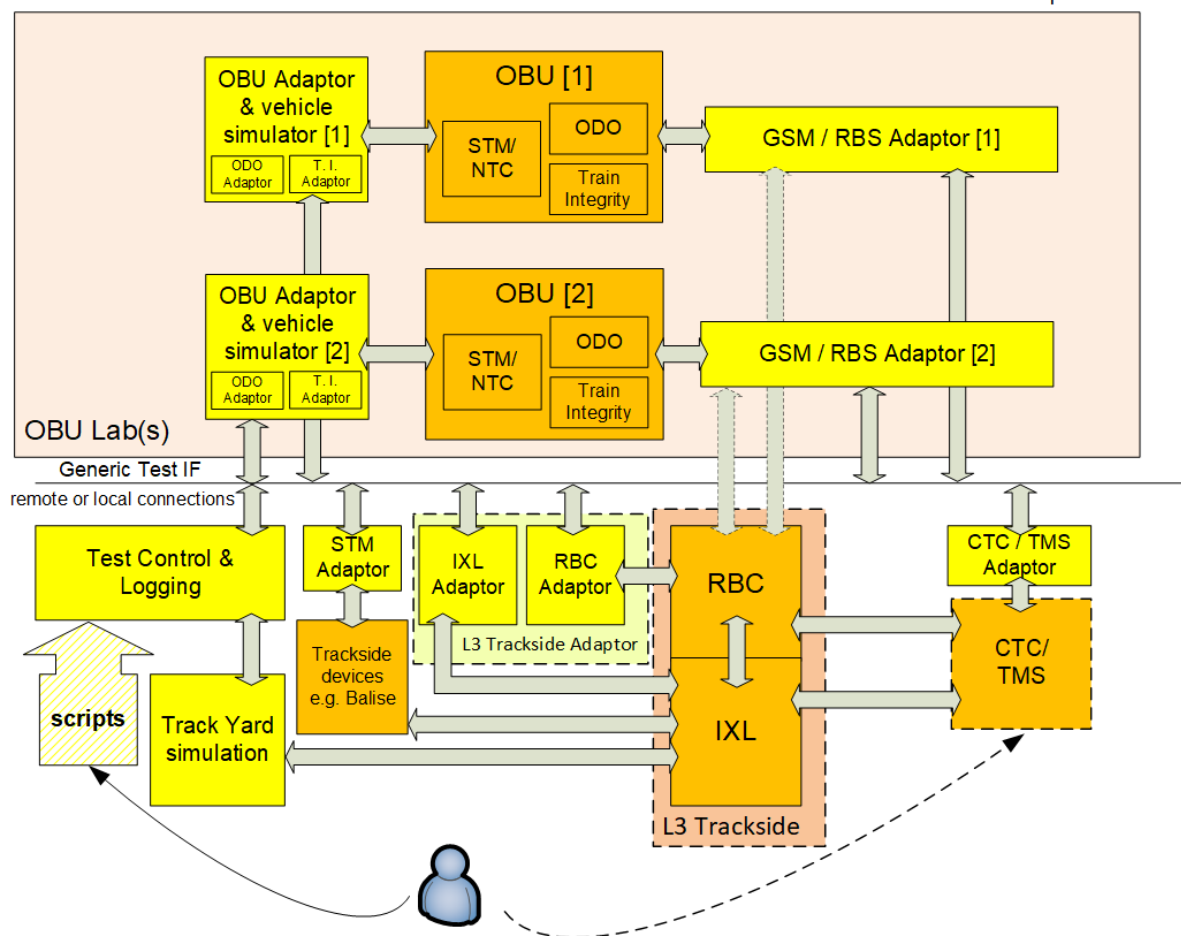 OBU Adaptor
& vehicle
simulator [1]
ODO
Adaptor
T. I.
Adaptor
OBU [1]
STM/
NTC
ODO
Train
Integrity
GSM / RBS Adaptor [1]
OBU Adaptor
& vehicle
simulator [2]
ODO
Adaptor
T. I.
Adaptor
OBU [2]
STM/
NTC
ODO
Train
Integrity
GSM / RBS Adaptor [2]
OBU Lab(s)
Generic Test IF
remote or local connections
Test Control &
Logging
STM
Adaptor
IXL
Adaptor
RBC
Adaptor
L3 Trackside Adaptor
RBC
CTC / TMS
Adaptor
scripts
Track Yard
simulation
Trackside
devices
e.g. Balise
IXL
L3 Trackside
CTC/
TMS